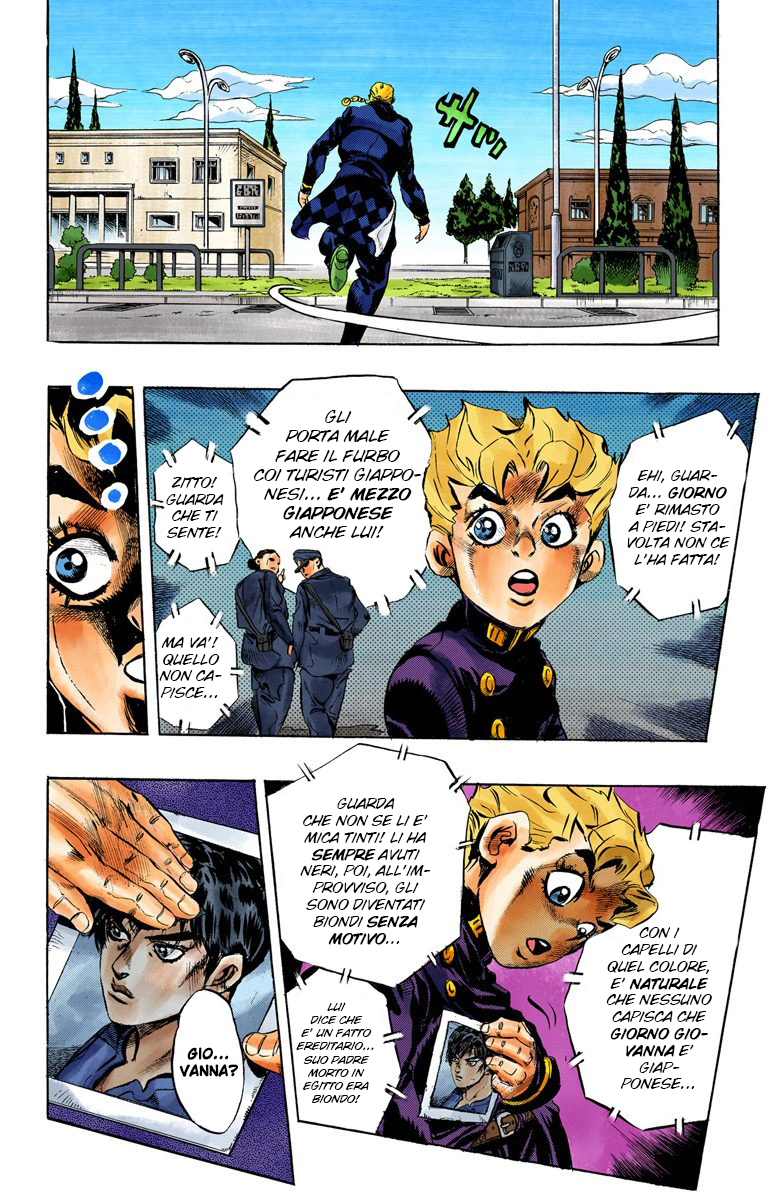 ザッ
EHI, GUAR-
DA... GIORNO
E' RIMASTO
A PIEDI! STA-
VOLTA NON CE
L'HA FATTA!
GLI
PORTA MALE
FARE IL FURBO
COI TURISTI GIAPPO-
NESI... E' MEZZO
GIAPPONESE
ANCHE LUI!
ZITTO!
GUARDA
CHE TI
SENTE!
MA VA'!
QUELLO
NON CA-
PISCE...
CON I
CAPELLI DI
QUEL COLORE,
E' NATURALE
CHE NESSUNO
CAPISCA CHE
GIORNO GIO-
VANNA E'
GIAP-
PONESE...
GUARDA
CHE NON SE LI E'
MICA TINTI! LI HA
SEMPRE AVUTI
NERI, POI, ALL'IM-
PROVVISO, GLI
SONO DIVENTATI
BIONDI SENZA
MOTIVO...
LUI
DICE CHE
E' UN FATTO
EREDITARIO...
SUO PADRE
MORTO IN
EGITTO ERA
BIONDO!
GIO...
VANNA?